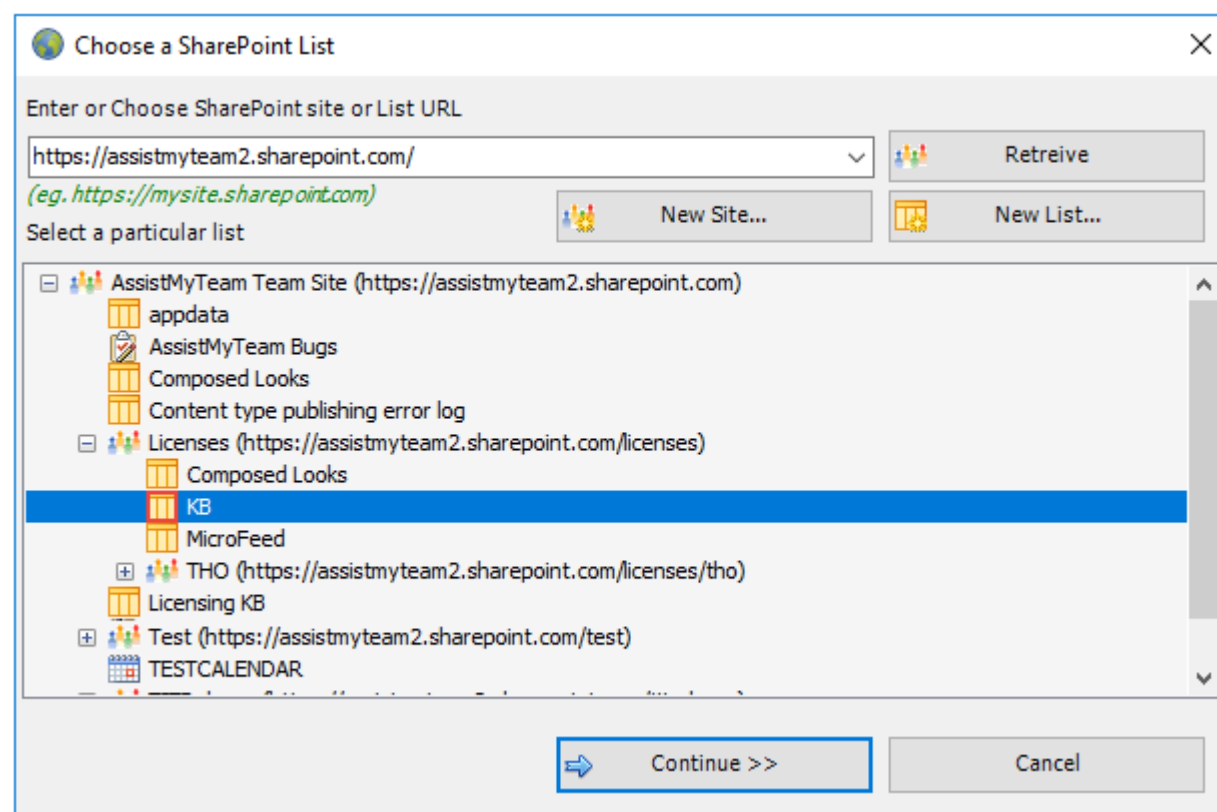 Choose a SharePoint List
Enter or Choose SharePoint site or List URL
https://assistmyteam2.sharepoint.com/
Retreive
(eg. https://mysite.sharepoint.com)
New Site...
New List...
Select a particular list
AssistMyTeam Team Site (https://assistmyteam2.sharepoint.com)
appdata
AssistMyTeam Bugs
Composed Looks
Content type publishing error log
Licenses (https://assistmyteam2.sharepoint.com/licenses)
Composed Looks
KB
MicroFeed
THO (https://assistmyteam2.sharepoint.com/licenses/tho)
Licensing KB
Test (https://assistmyteam2.sharepoint.com/test)
TESTCALENDAR
Continue >>
Cancel